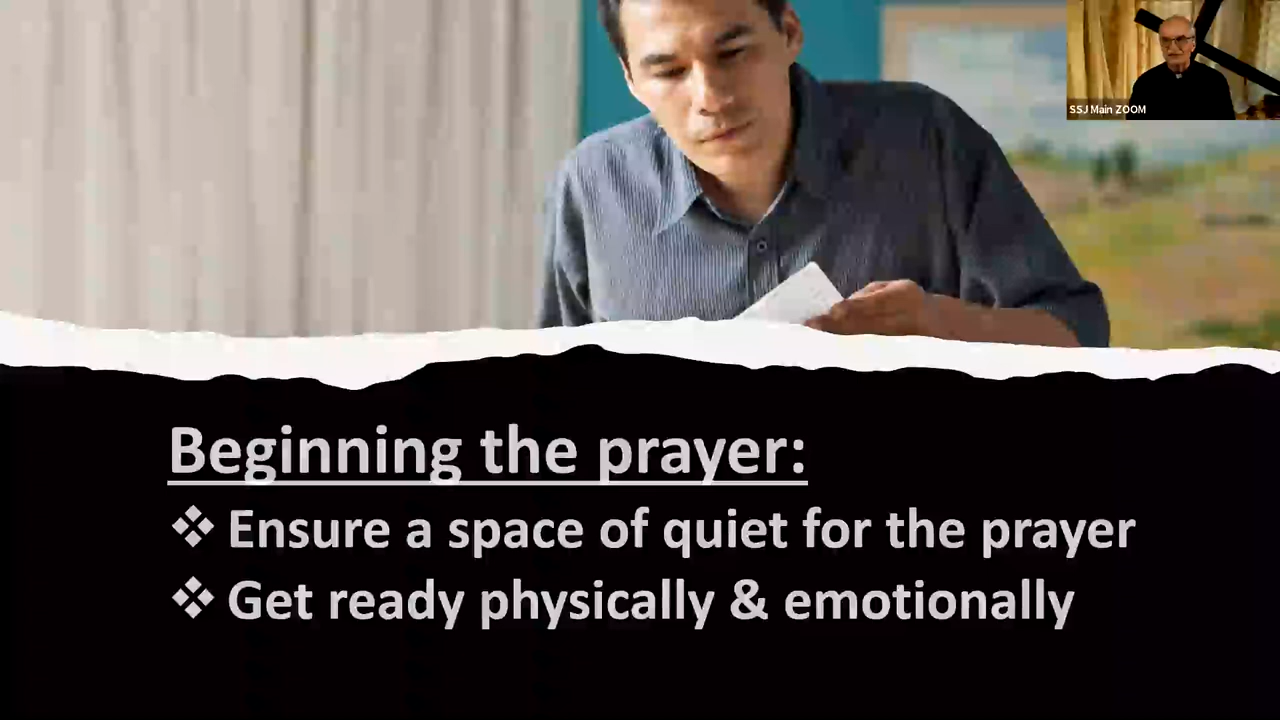 SSJ Main ZOOM
Beginning the prayer:
❖ Ensure a space of quiet for the prayer
❖ Get ready physically & emotionally